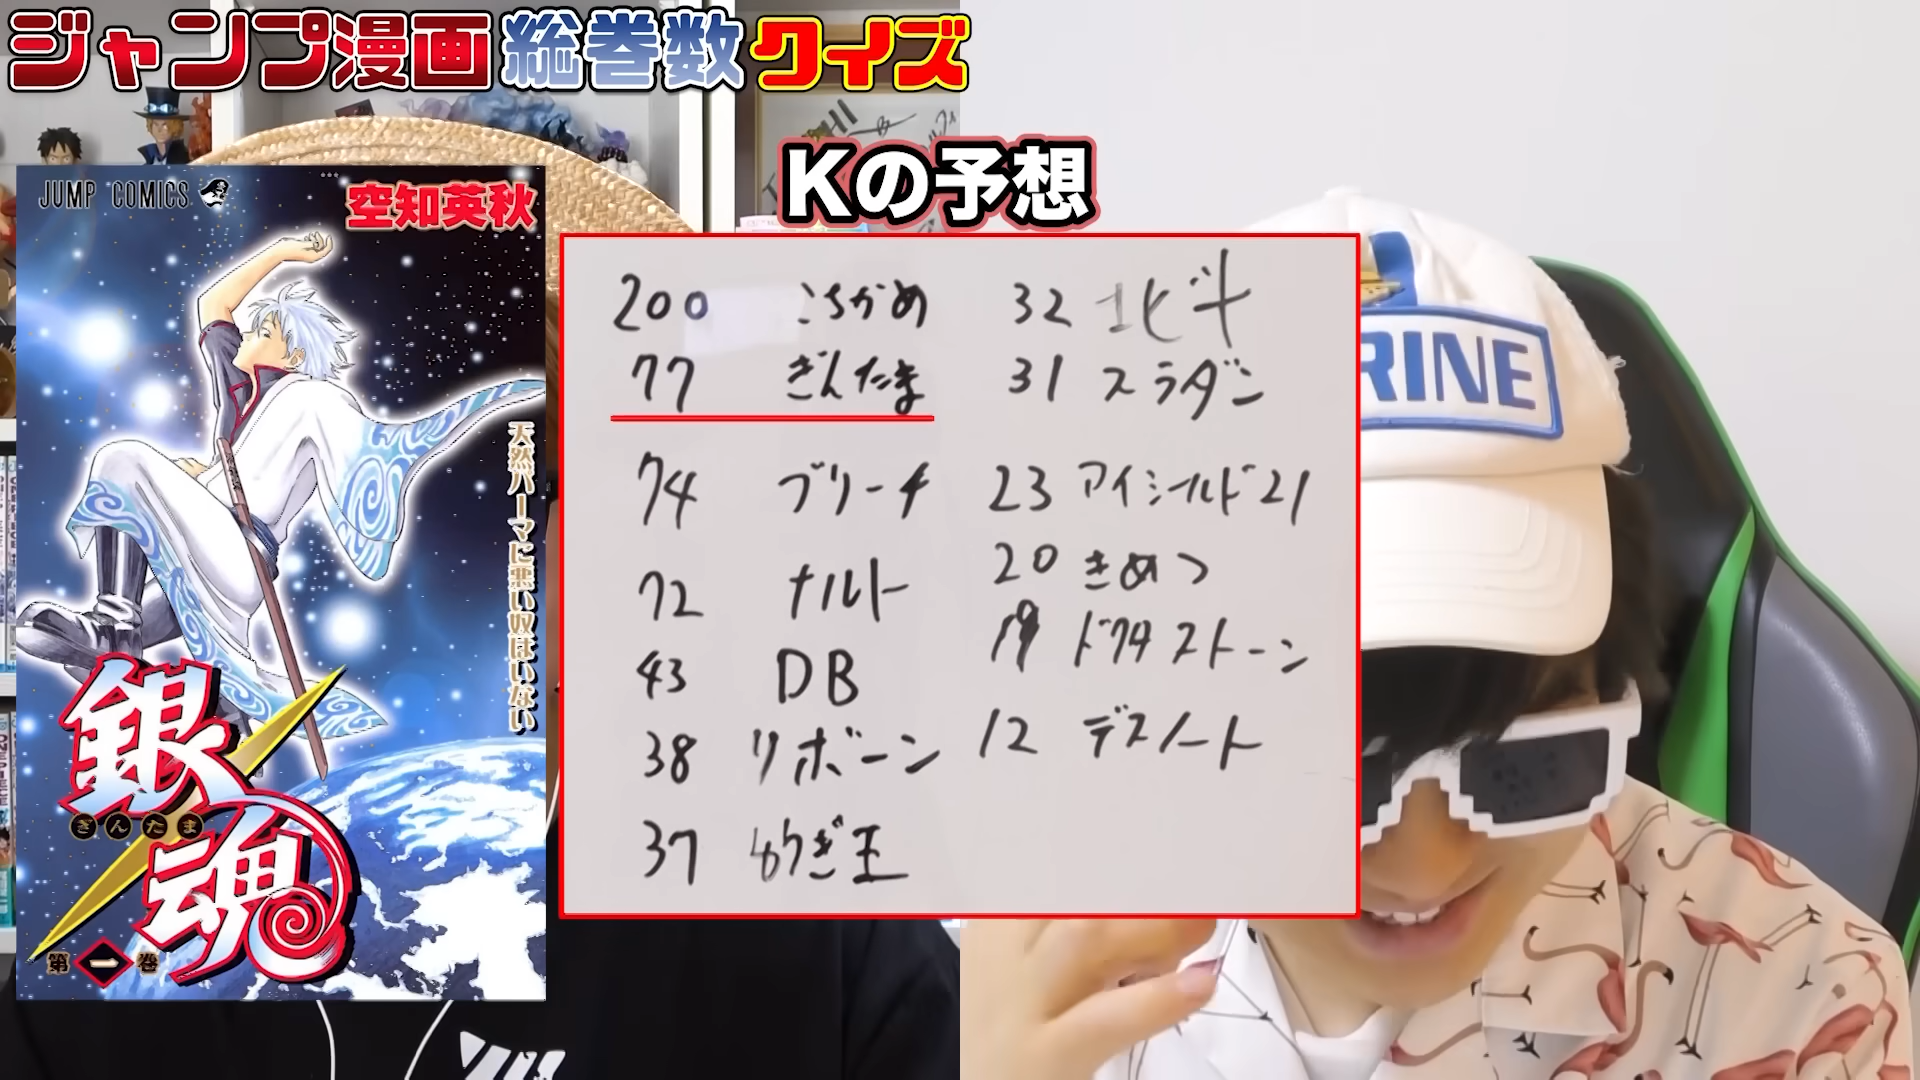 ジャンプ漫画総巻数クイズ
Kの予想
JUMP COMICS
空知英秋
天然パーマに悪い奴はいない
銀魂
ぎんたま
第一巻
200 こちかめ
77 ぎんたま
74 ブリーチ
72 ナルト
43 DB
38 リボーン
37 ゆうぎ王
32 北斗
31 スラダン
23 アイシールド21
20 きめつ
19 ドクターストーン
12 デスノート
RINE